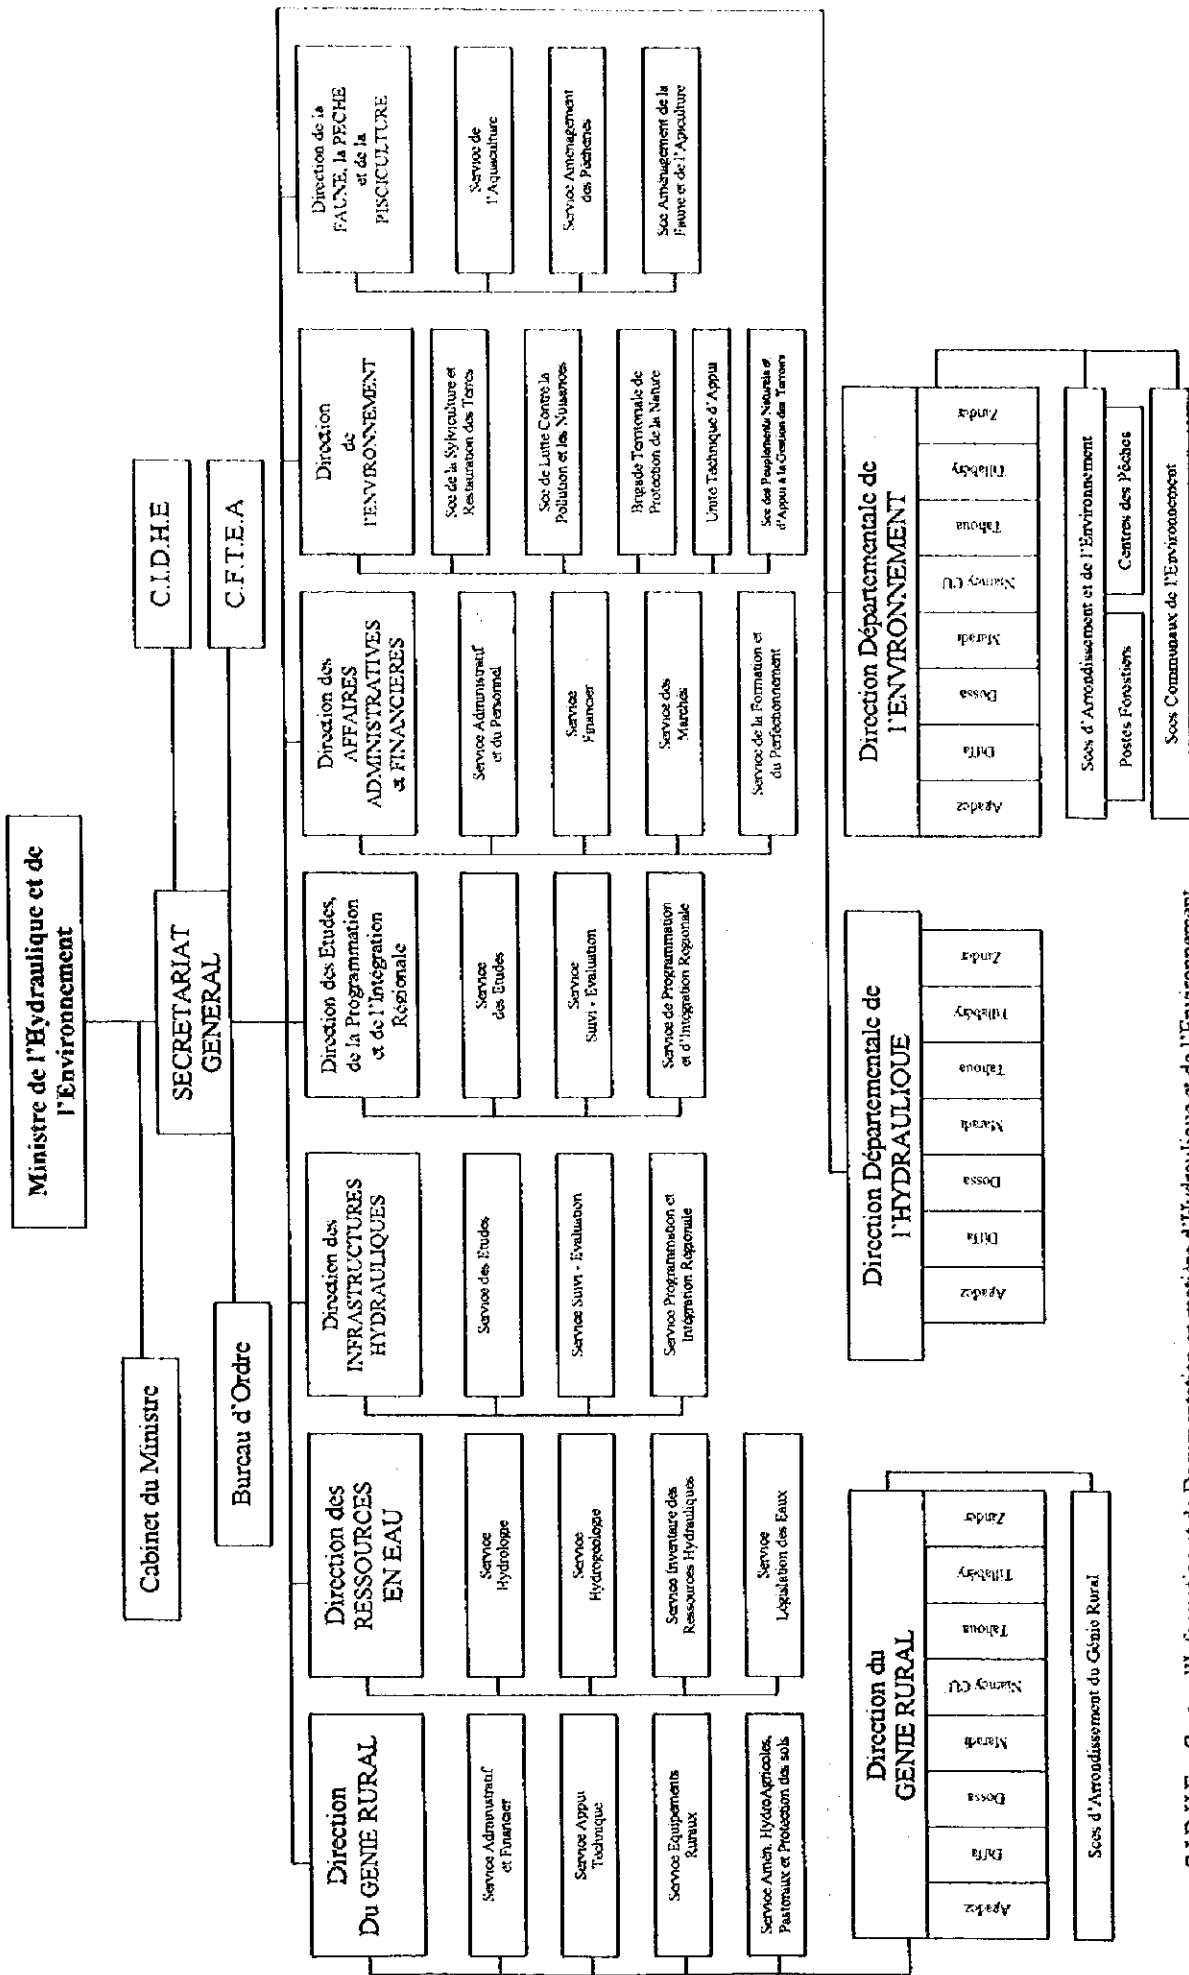 Ministre de l'Hydraulique et de
l'Environnement
Cabinet du Ministre
SECRETARIAT
GENERAL
C.I.D.H.E
Bureau d'Ordre
C.F.T.E.A
Direction
Du GENIE RURAL
Service Administratif
et Financier
Service Appui
Technique
Service Equipements
Ruraux
Service Amén. HydroAgricoles,
Pastoraux et Protection des sols
Direction des
RESSOURCES
EN EAU
Service
Hydrologie
Service
Hydrogéologie
Service Inventaire des
Ressources Hydrauliques
Service
Législation des Eaux
Direction des
INFRASTRUCTURES
HYDRAULIQUES
Service des Etudes
Service Suivi - Evaluation
Service Programmation et
Intégration Régionale
Direction des Etudes,
de la Programmation
et de l'Intégration
Régionale
Service
des Etudes
Service
Suivi - Evaluation
Service de Programmation
et d'Intégration Régionale
Direction des
AFFAIRES
ADMINISTRATIVES
et FINANCIERES
Service Administratif
et du Personnel
Service
Financier
Service des
Marchés
Service de la Formation et
du Perfectionnement
Direction
de
l'ENVIRONNEMENT
Sce de la Sylviculture et
Restauration des Terres
Sce de Lutte Contre la
Pollution et les Nuisances
Brigade Territoriale de
Protection de la Nature
Unité Technique d'Appui
Sce des Peuplements Naturels et
d'Appui à la Gestion des Terroirs
Direction de la
FAUNE, la PECHE
et de la
PISCICULTURE
Service de
l'Aquaculture
Service Aménagement
des Pêcheries
Sce Aménagement de la
Faune et de l'Apiculture
Direction du
GENIE RURAL
Agadez
Diffa
Dossa
Maradi
Niamey CU
Tahoua
Tillabéry
Zinder
Sces d'Arrondissement du Génie Rural
Direction Départementale de
l'HYDRAULIQUE
Agadez
Diffa
Dossa
Maradi
Tahoua
Tillabéry
Zinder
Direction Départementale de
l'ENVIRONNEMENT
Agadez
Diffa
Dossa
Maradi
Niamey CU
Tahoua
Tillabéry
Zinder
Sces d'Arrondissement et de l'Environnement
Postes Forestiers
Centres des Pêches
Sces Communaux de l'Environnement
C.I.D.H.E : Centre d'Information et de Documentation en matière d'Hydraulique et de l'Environnement